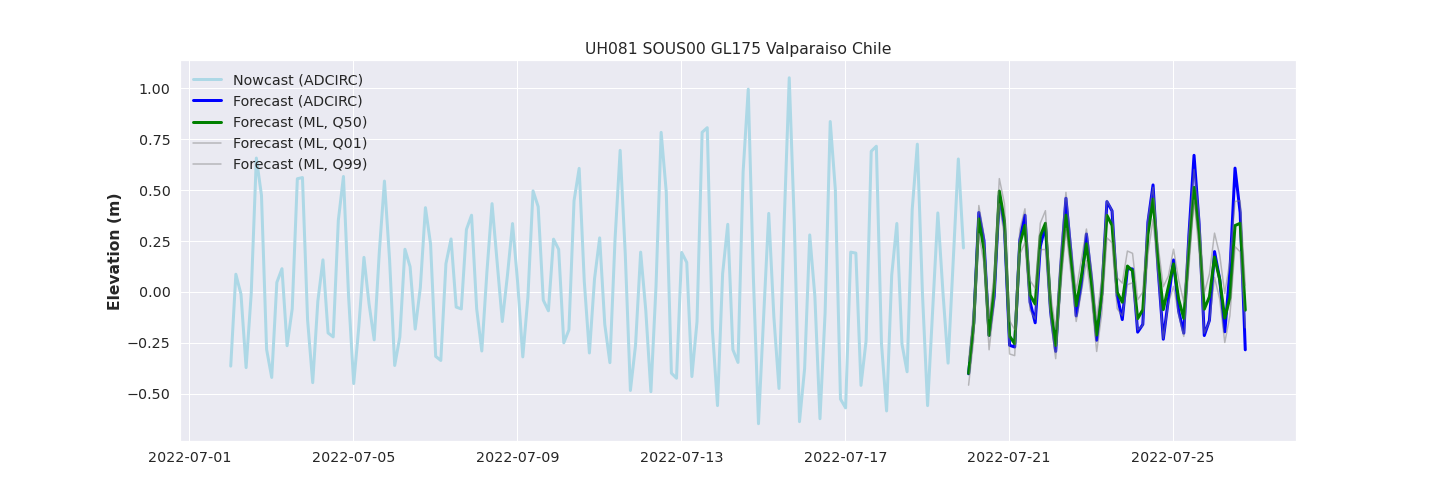 UH081 SOUS00 GL175 Valparaiso Chile
Nowcast (ADCIRC)
Forecast (ADCIRC)
Forecast (ML, Q50)
Forecast (ML, Q01)
Forecast (ML, Q99)
Elevation (m)
1.00
0.75
0.50
0.25
0.00
−0.25
−0.50
2022-07-01 2022-07-05 2022-07-09 2022-07-13 2022-07-17 2022-07-21 2022-07-25